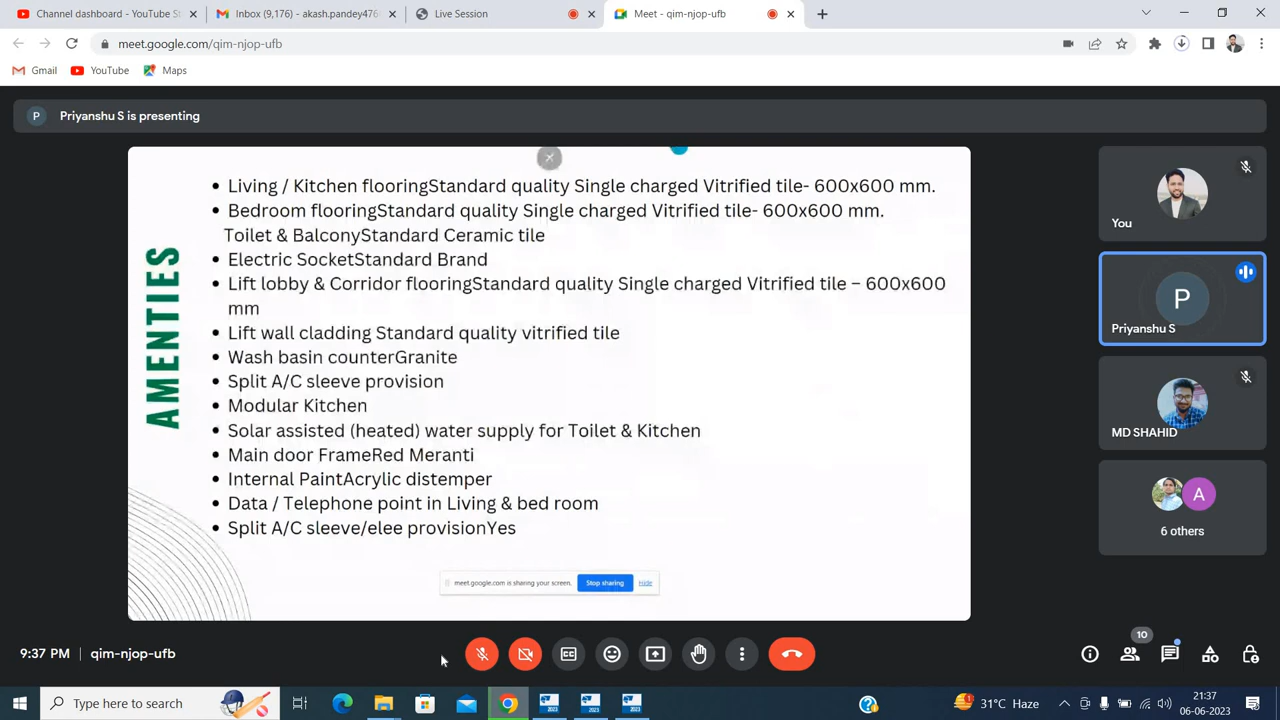 Channel dashboard - YouTube S
Inbox (9,176) - akash.pandey476
Live Session
Meet - qim-njop-ufb
meet.google.com/qim-njop-ufb
Gmail
YouTube
Maps
P
Priyanshu S is presenting
AMENTIES
• Living / Kitchen flooringStandard quality Single charged Vitrified tile- 600x600 mm.
• Bedroom flooringStandard quality Single charged Vitrified tile- 600x600 mm.
Toilet & BalconyStandard Ceramic tile
• Electric SocketStandard Brand
• Lift lobby & Corridor flooringStandard quality Single charged Vitrified tile – 600x600
mm
• Lift wall cladding Standard quality vitrified tile
• Wash basin counterGranite
• Split A/C sleeve provision
• Modular Kitchen
• Solar assisted (heated) water supply for Toilet & Kitchen
• Main door FrameRed Meranti
• Internal PaintAcrylic distemper
• Data / Telephone point in Living & bed room
• Split A/C sleeve/elee provisionYes
meet.google.com is sharing your screen.
Stop sharing
Hide
You
P
Priyanshu S
MD SHAHID
A
6 others
9:37 PM | qim-njop-ufb
10
Type here to search
2023
2023
2023
31°C Haze
21:37
06-06-2023